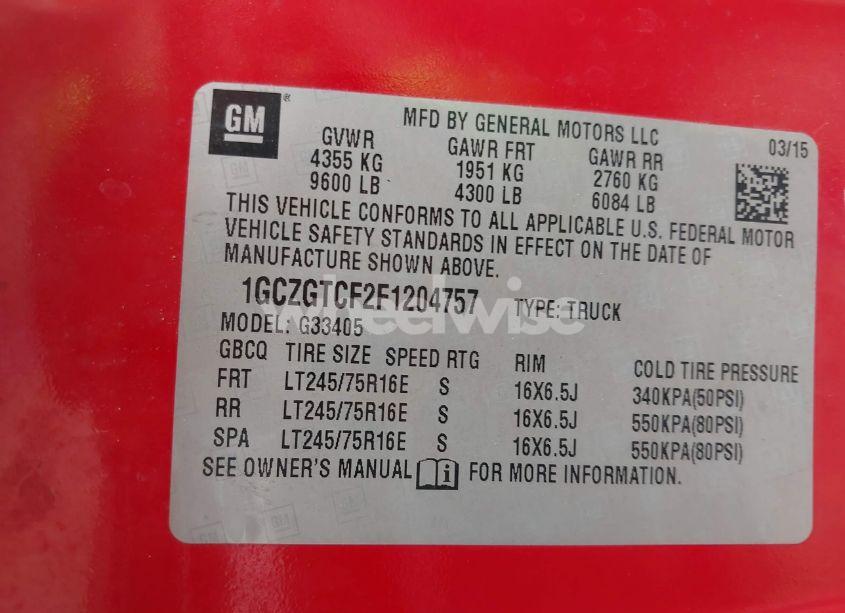 GM ® MFD BY GENERAL MOTORS LLC 03/15
GVWR GAWR FRT GAWR RR
4355 KG 1951 KG 2760 KG
9600 LB 4300 LB 6084 LB
THIS VEHICLE CONFORMS TO ALL APPLICABLE U.S. FEDERAL MOTOR
VEHICLE SAFETY STANDARDS IN EFFECT ON THE DATE OF
MANUFACTURE SHOWN ABOVE.
1GCZGTCF2F1204757 TYPE: TRUCK
wheelwise
MODEL: G33405
GBCQ TIRE SIZE SPEED RTG RIM COLD TIRE PRESSURE
FRT LT245/75R16E S 16X6.5J 340KPA(50PSI)
RR LT245/75R16E S 16X6.5J 550KPA(80PSI)
SPA LT245/75R16E S 16X6.5J 550KPA(80PSI)
SEE OWNER'S MANUAL i FOR MORE INFORMATION.